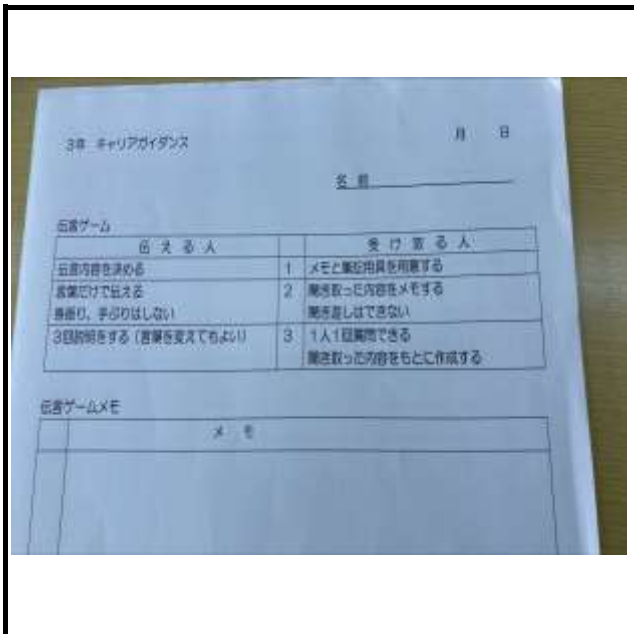 3年 キャリアガイダンス
月 日
名前
伝言ゲーム
伝える人 受け取る人
伝言内容を決める 1 メモと筆記用具を用意する
言葉だけで伝える 2 聞き取った内容をメモする
身振り、手ぶりはしない 聞き直しはできない
3回説明をする（言葉を変えてもよい） 3 1人1回質問できる
聞き取った内容をもとに作成する
伝言ゲームメモ
メモ